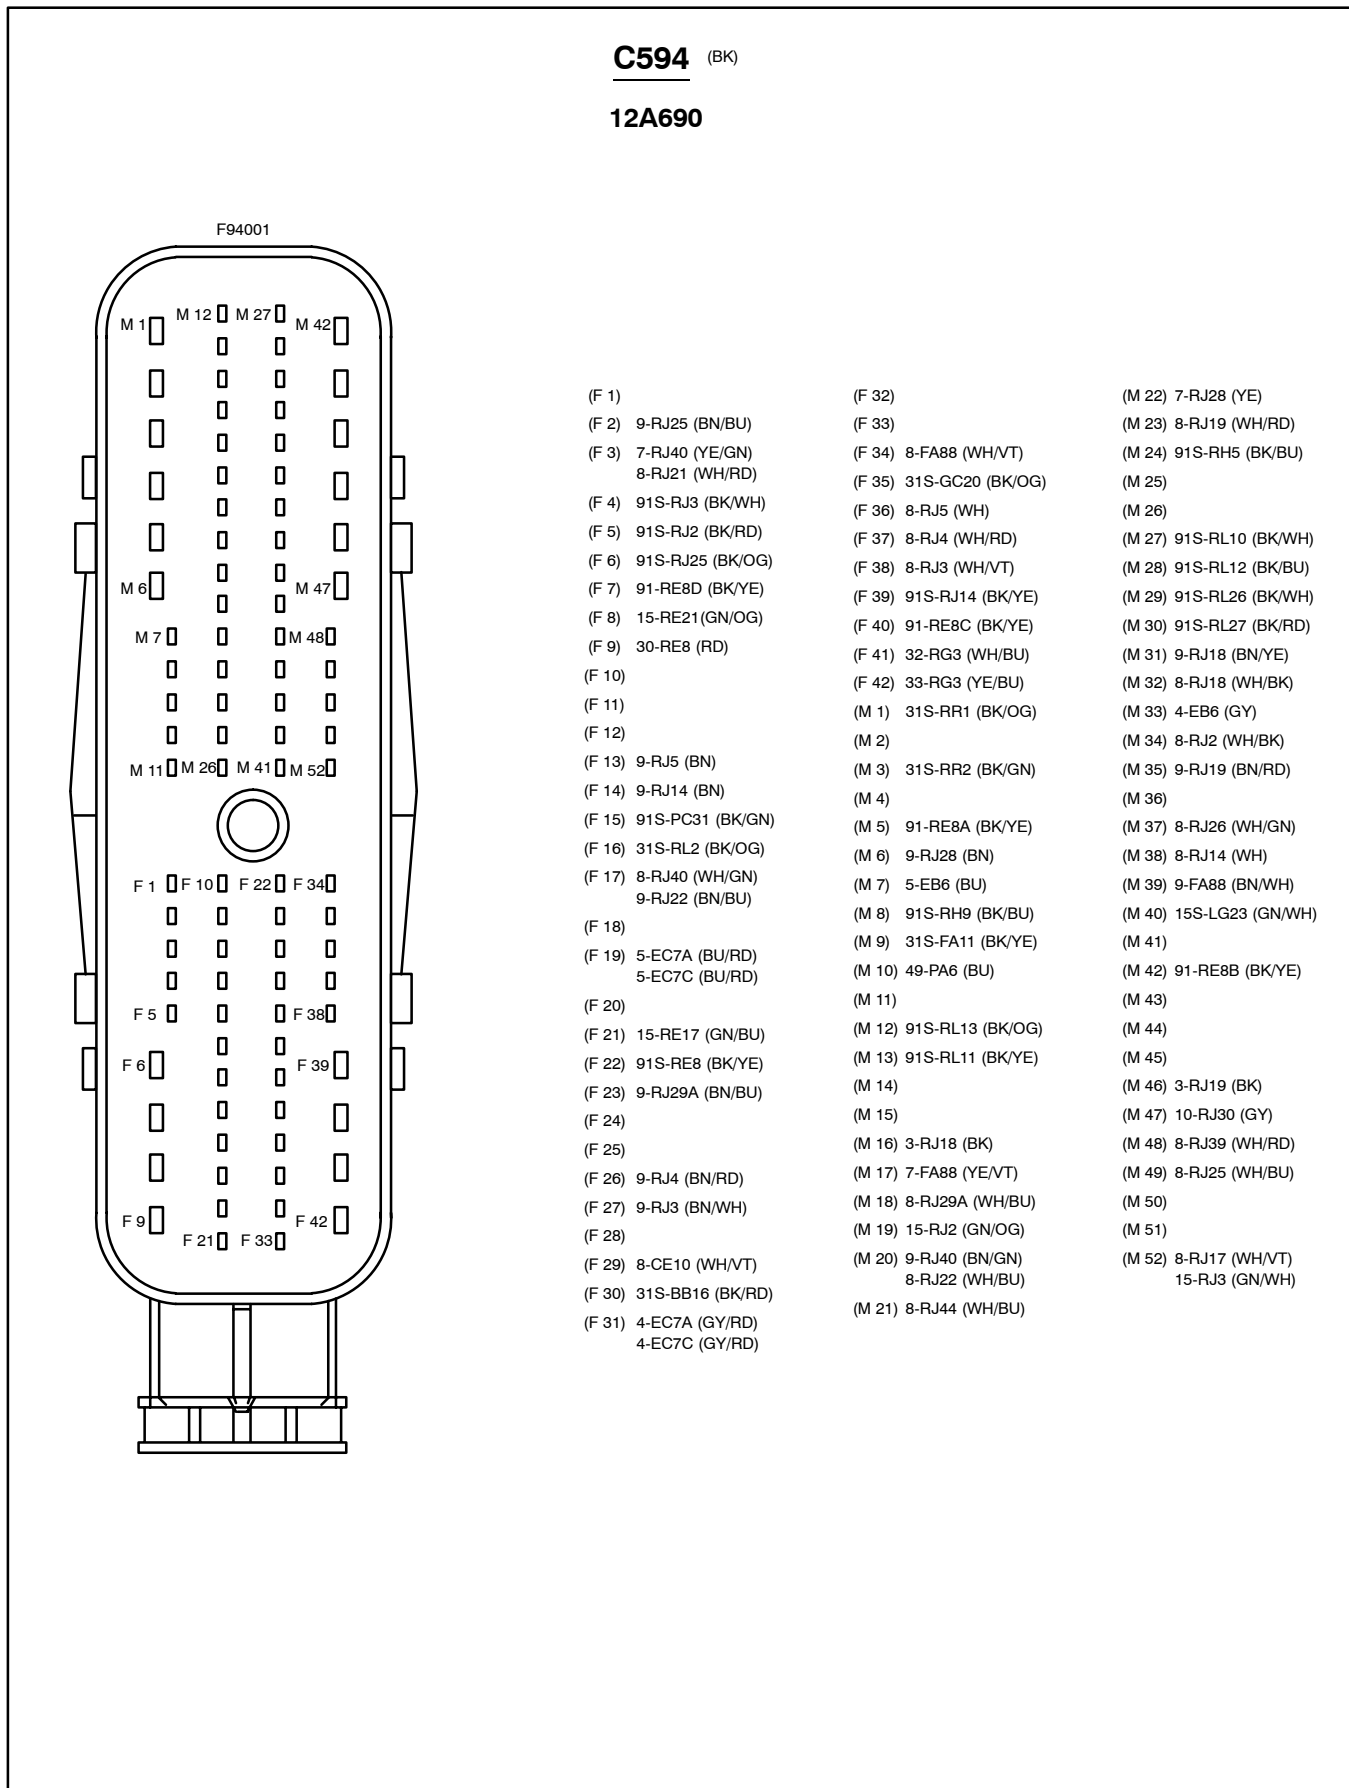 C594 (BK)
12A690
F94001
M 1
M 12
M 27
M 42
M 6
M 47
M 7
M 48
M 11
M 26
M 41
M 52
F 1
F 10
F 22
F 34
F 5
F 38
F 6
F 39
F 9
F 42
F 21
F 33
(F 1)
(F 2) 9-RJ25 (BN/BU)
(F 3) 7-RJ40 (YE/GN)
8-RJ21 (WH/RD)
(F 4) 91S-RJ3 (BK/WH)
(F 5) 91S-RJ2 (BK/RD)
(F 6) 91S-RJ25 (BK/OG)
(F 7) 91-RE8D (BK/YE)
(F 8) 15-RE21(GN/OG)
(F 9) 30-RE8 (RD)
(F 10)
(F 11)
(F 12)
(F 13) 9-RJ5 (BN)
(F 14) 9-RJ14 (BN)
(F 15) 91S-PC31 (BK/GN)
(F 16) 31S-RL2 (BK/OG)
(F 17) 8-RJ40 (WH/GN)
9-RJ22 (BN/BU)
(F 18)
(F 19) 5-EC7A (BU/RD)
5-EC7C (BU/RD)
(F 20)
(F 21) 15-RE17 (GN/BU)
(F 22) 91S-RE8 (BK/YE)
(F 23) 9-RJ29A (BN/BU)
(F 24)
(F 25)
(F 26) 9-RJ4 (BN/RD)
(F 27) 9-RJ3 (BN/WH)
(F 28)
(F 29) 8-CE10 (WH/VT)
(F 30) 31S-BB16 (BK/RD)
(F 31) 4-EC7A (GY/RD)
4-EC7C (GY/RD)
(F 32)
(F 33)
(F 34) 8-FA88 (WH/VT)
(F 35) 31S-GC20 (BK/OG)
(F 36) 8-RJ5 (WH)
(F 37) 8-RJ4 (WH/RD)
(F 38) 8-RJ3 (WH/VT)
(F 39) 91S-RJ14 (BK/YE)
(F 40) 91-RE8C (BK/YE)
(F 41) 32-RG3 (WH/BU)
(F 42) 33-RG3 (YE/BU)
(M 1) 31S-RR1 (BK/OG)
(M 2)
(M 3) 31S-RR2 (BK/GN)
(M 4)
(M 5) 91-RE8A (BK/YE)
(M 6) 9-RJ28 (BN)
(M 7) 5-EB6 (BU)
(M 8) 91S-RH9 (BK/BU)
(M 9) 31S-FA11 (BK/YE)
(M 10) 49-PA6 (BU)
(M 11)
(M 12) 91S-RL13 (BK/OG)
(M 13) 91S-RL11 (BK/YE)
(M 14)
(M 15)
(M 16) 3-RJ18 (BK)
(M 17) 7-FA88 (YE/VT)
(M 18) 8-RJ29A (WH/BU)
(M 19) 15-RJ2 (GN/OG)
(M 20) 9-RJ40 (BN/GN)
8-RJ22 (WH/BU)
(M 21) 8-RJ44 (WH/BU)
(M 22) 7-RJ28 (YE)
(M 23) 8-RJ19 (WH/RD)
(M 24) 91S-RH5 (BK/BU)
(M 25)
(M 26)
(M 27) 91S-RL10 (BK/WH)
(M 28) 91S-RL12 (BK/BU)
(M 29) 91S-RL26 (BK/WH)
(M 30) 91S-RL27 (BK/RD)
(M 31) 9-RJ18 (BN/YE)
(M 32) 8-RJ18 (WH/BK)
(M 33) 4-EB6 (GY)
(M 34) 8-RJ2 (WH/BK)
(M 35) 9-RJ19 (BN/RD)
(M 36)
(M 37) 8-RJ26 (WH/GN)
(M 38) 8-RJ14 (WH)
(M 39) 9-FA88 (BN/WH)
(M 40) 15S-LG23 (GN/WH)
(M 41)
(M 42) 91-RE8B (BK/YE)
(M 43)
(M 44)
(M 45)
(M 46) 3-RJ19 (BK)
(M 47) 10-RJ30 (GY)
(M 48) 8-RJ39 (WH/RD)
(M 49) 8-RJ25 (WH/BU)
(M 50)
(M 51)
(M 52) 8-RJ17 (WH/VT)
15-RJ3 (GN/WH)